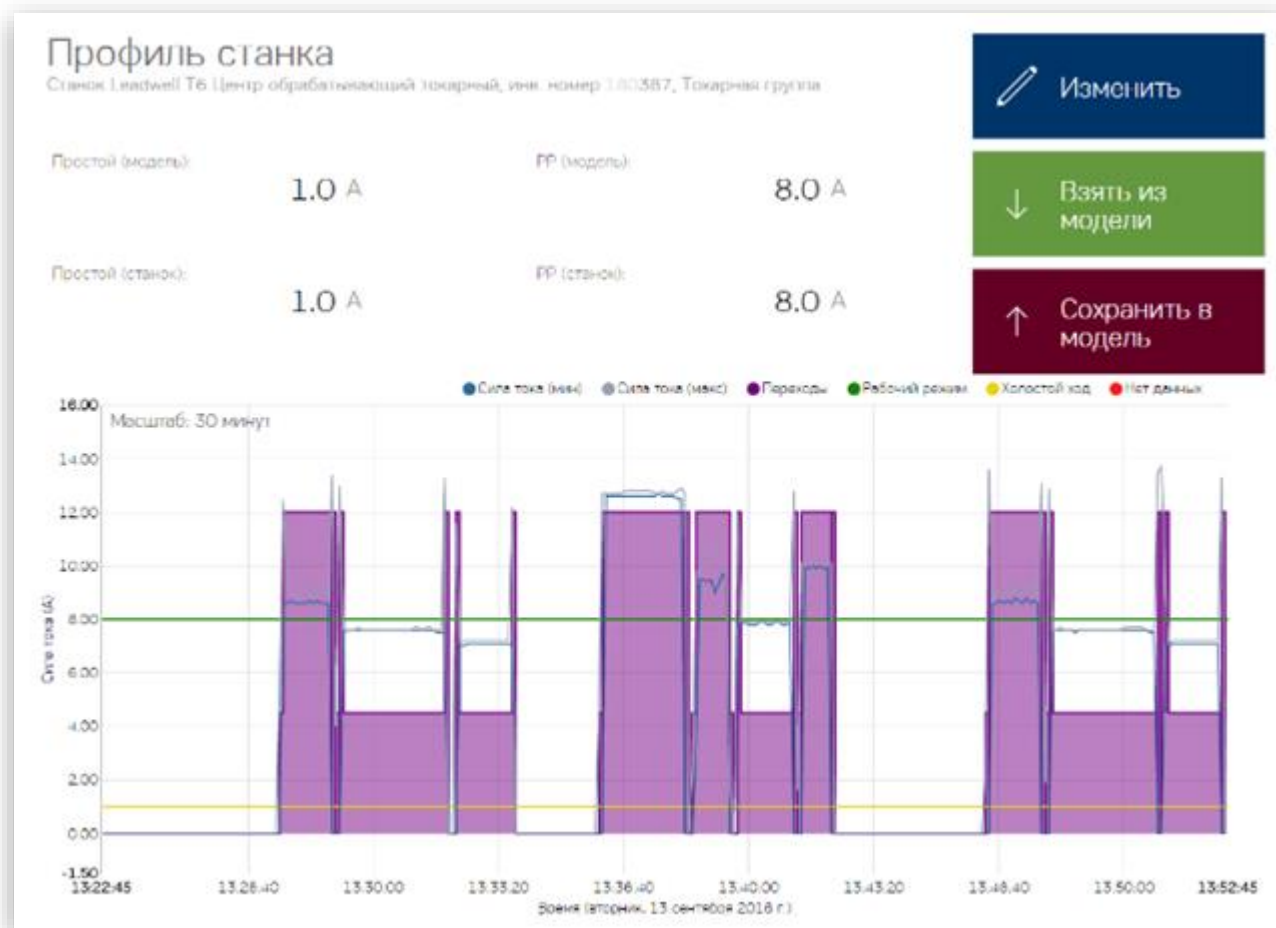 Профиль станка
Станок Leadwell T6 Центр обрабатывающий токарный, инв. номер 387, Токарная группа
Изменить
Простой (модель):
PP (модель):
1.0 A
8.0 A
Взять из
модели
Простой (станок):
PP (станок):
1.0 A
8.0 A
Сохранить в
модель
Сила тока (мин) Сила тока (макс) Переходы Рабочий режим Холостой ход Нет данных
Масштаб: 30 минут
16.00
14.00
12.00
10.00
8.00
6.00
4.00
2.00
0.00
-1.50
Сила тока (A)
13:22:45 13:26:40 13:30:00 13:33:20 13:36:40 13:40:00 13:43:20 13:46:40 13:50:00 13:52:45
Время (вторник, 13 сентября 2016 г.)